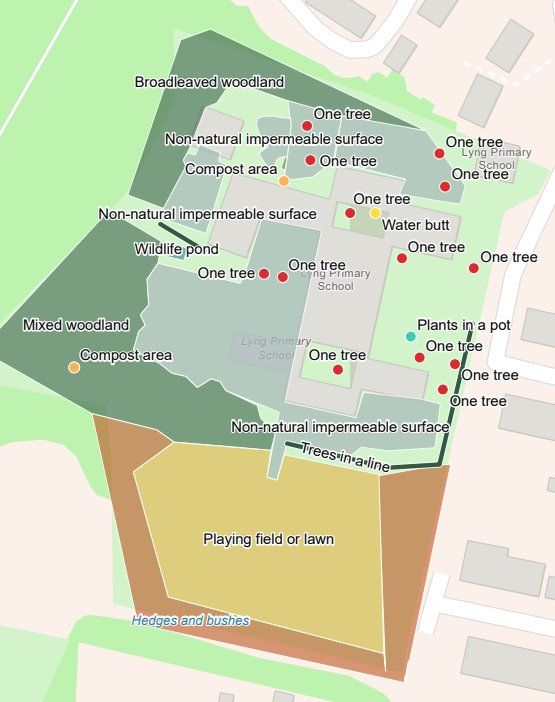 Broadleaved woodland
One tree
Non-natural impermeable surface
One tree
Lyng Primary
School
One tree
Compost area
One tree
One tree
Non-natural impermeable surface
Water butt
Wildlife pond
One tree
One tree
One tree
One tree
Lyng Primary
School
Mixed woodland
Plants in a pot
Lyng Primary
School
One tree
Compost area
One tree
One tree
One tree
Non-natural impermeable surface
Trees in a line
Playing field or lawn
Hedges and bushes